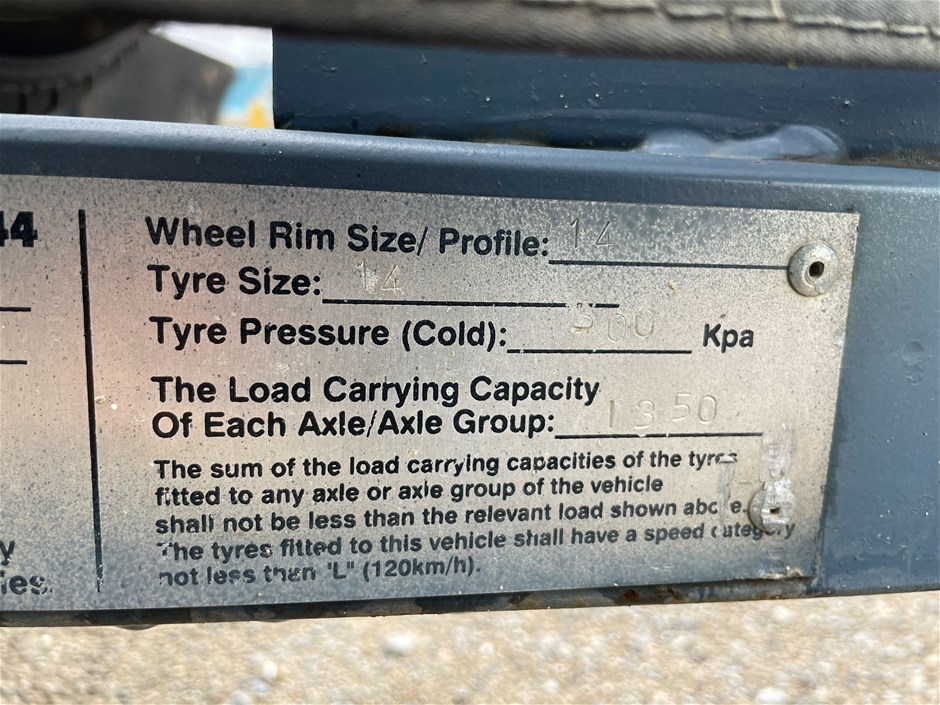 44
Wheel Rim Size/ Profile: 14
Tyre Size: 14
Tyre Pressure (Cold): 300 Kpa
The Load Carrying Capacity
Of Each Axle/Axle Group: 1350
The sum of the load carrying capacities of the tyres
fitted to any axle or axle group of the vehicle
shall not be less than the relevant load shown above.
The tyres fitted to this vehicle shall have a speed category
not less than "L" (120km/h).
y
ies.